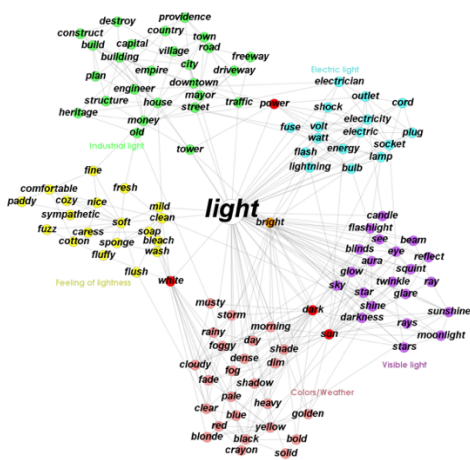 providence
destroy
country
construct
town
build
capital
village
road
building
freeway
city
empire
driveway
plan
downtown
engineer
mayor
structure
house
street
traffic
power
heritage
money
old
Industrial light
tower
Electric light
electrician
outlet
cord
shock
electricity
fuse
volt
electric
plug
watt
socket
flash
energy
lamp
lightning
bulb
fine
comfortable
fresh
paddy
cozy
nice
mild
sympathetic
soft
clean
fuzz
caress
soap
cotton
sponge
bleach
fluffy
wash
flush
Feeling of lightness
white
light
bright
candle
flashlight
see
beam
blinds
eye
reflect
aura
squint
glow
twinkle
ray
sky
star
glare
shine
sunshine
darkness
rays
moonlight
stars
Visible light
dark
sun
musty
storm
morning
rainy
day
foggy
shade
dense
cloudy
dim
fog
fade
shadow
Colors/Weather
pale
heavy
clear
blue
golden
red
yellow
blonde
black
bold
crayon
solid